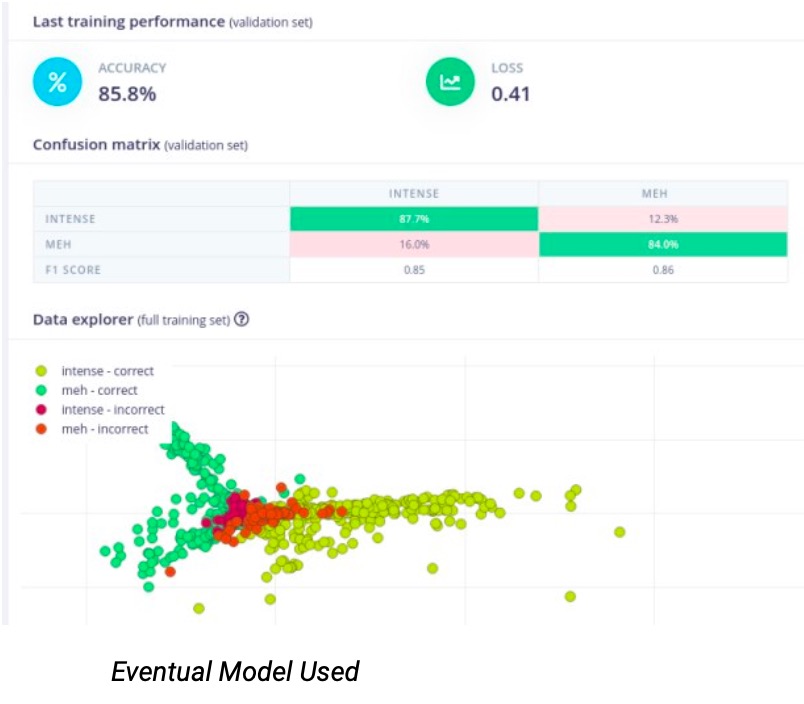 Last training performance (validation set)
% ACCURACY
85.8%
LOSS
0.41
Confusion matrix (validation set)
INTENSE MEH
INTENSE 87.7% 12.3%
MEH 16.0% 84.0%
F1 SCORE 0.85 0.86
Data explorer (full training set) ?
intense - correct
meh - correct
intense - incorrect
meh - incorrect
Eventual Model Used